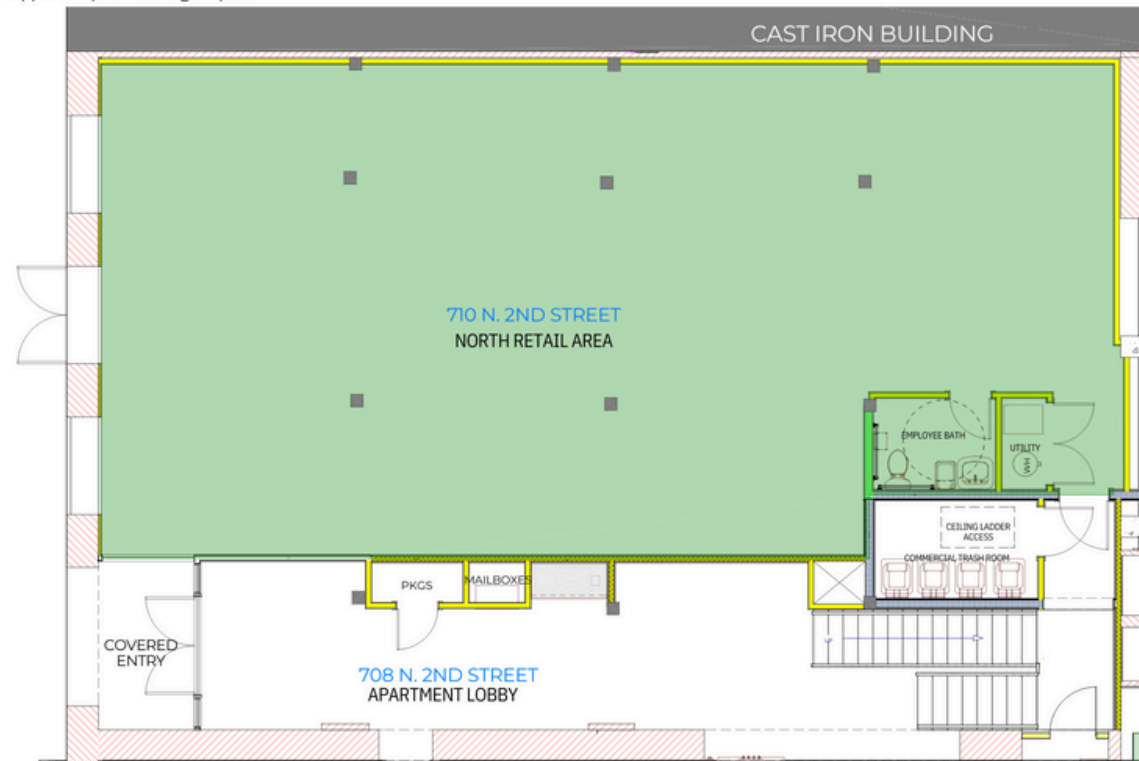 CAST IRON BUILDING
710 N. 2ND STREET
NORTH RETAIL AREA
EMPLOYEE BATH
UTILITY
WH
CEILING LADDER
ACCESS
COMMERCIAL TRASH ROOM
PKGS
MAILBOXES
COVERED
ENTRY
708 N. 2ND STREET
APARTMENT LOBBY